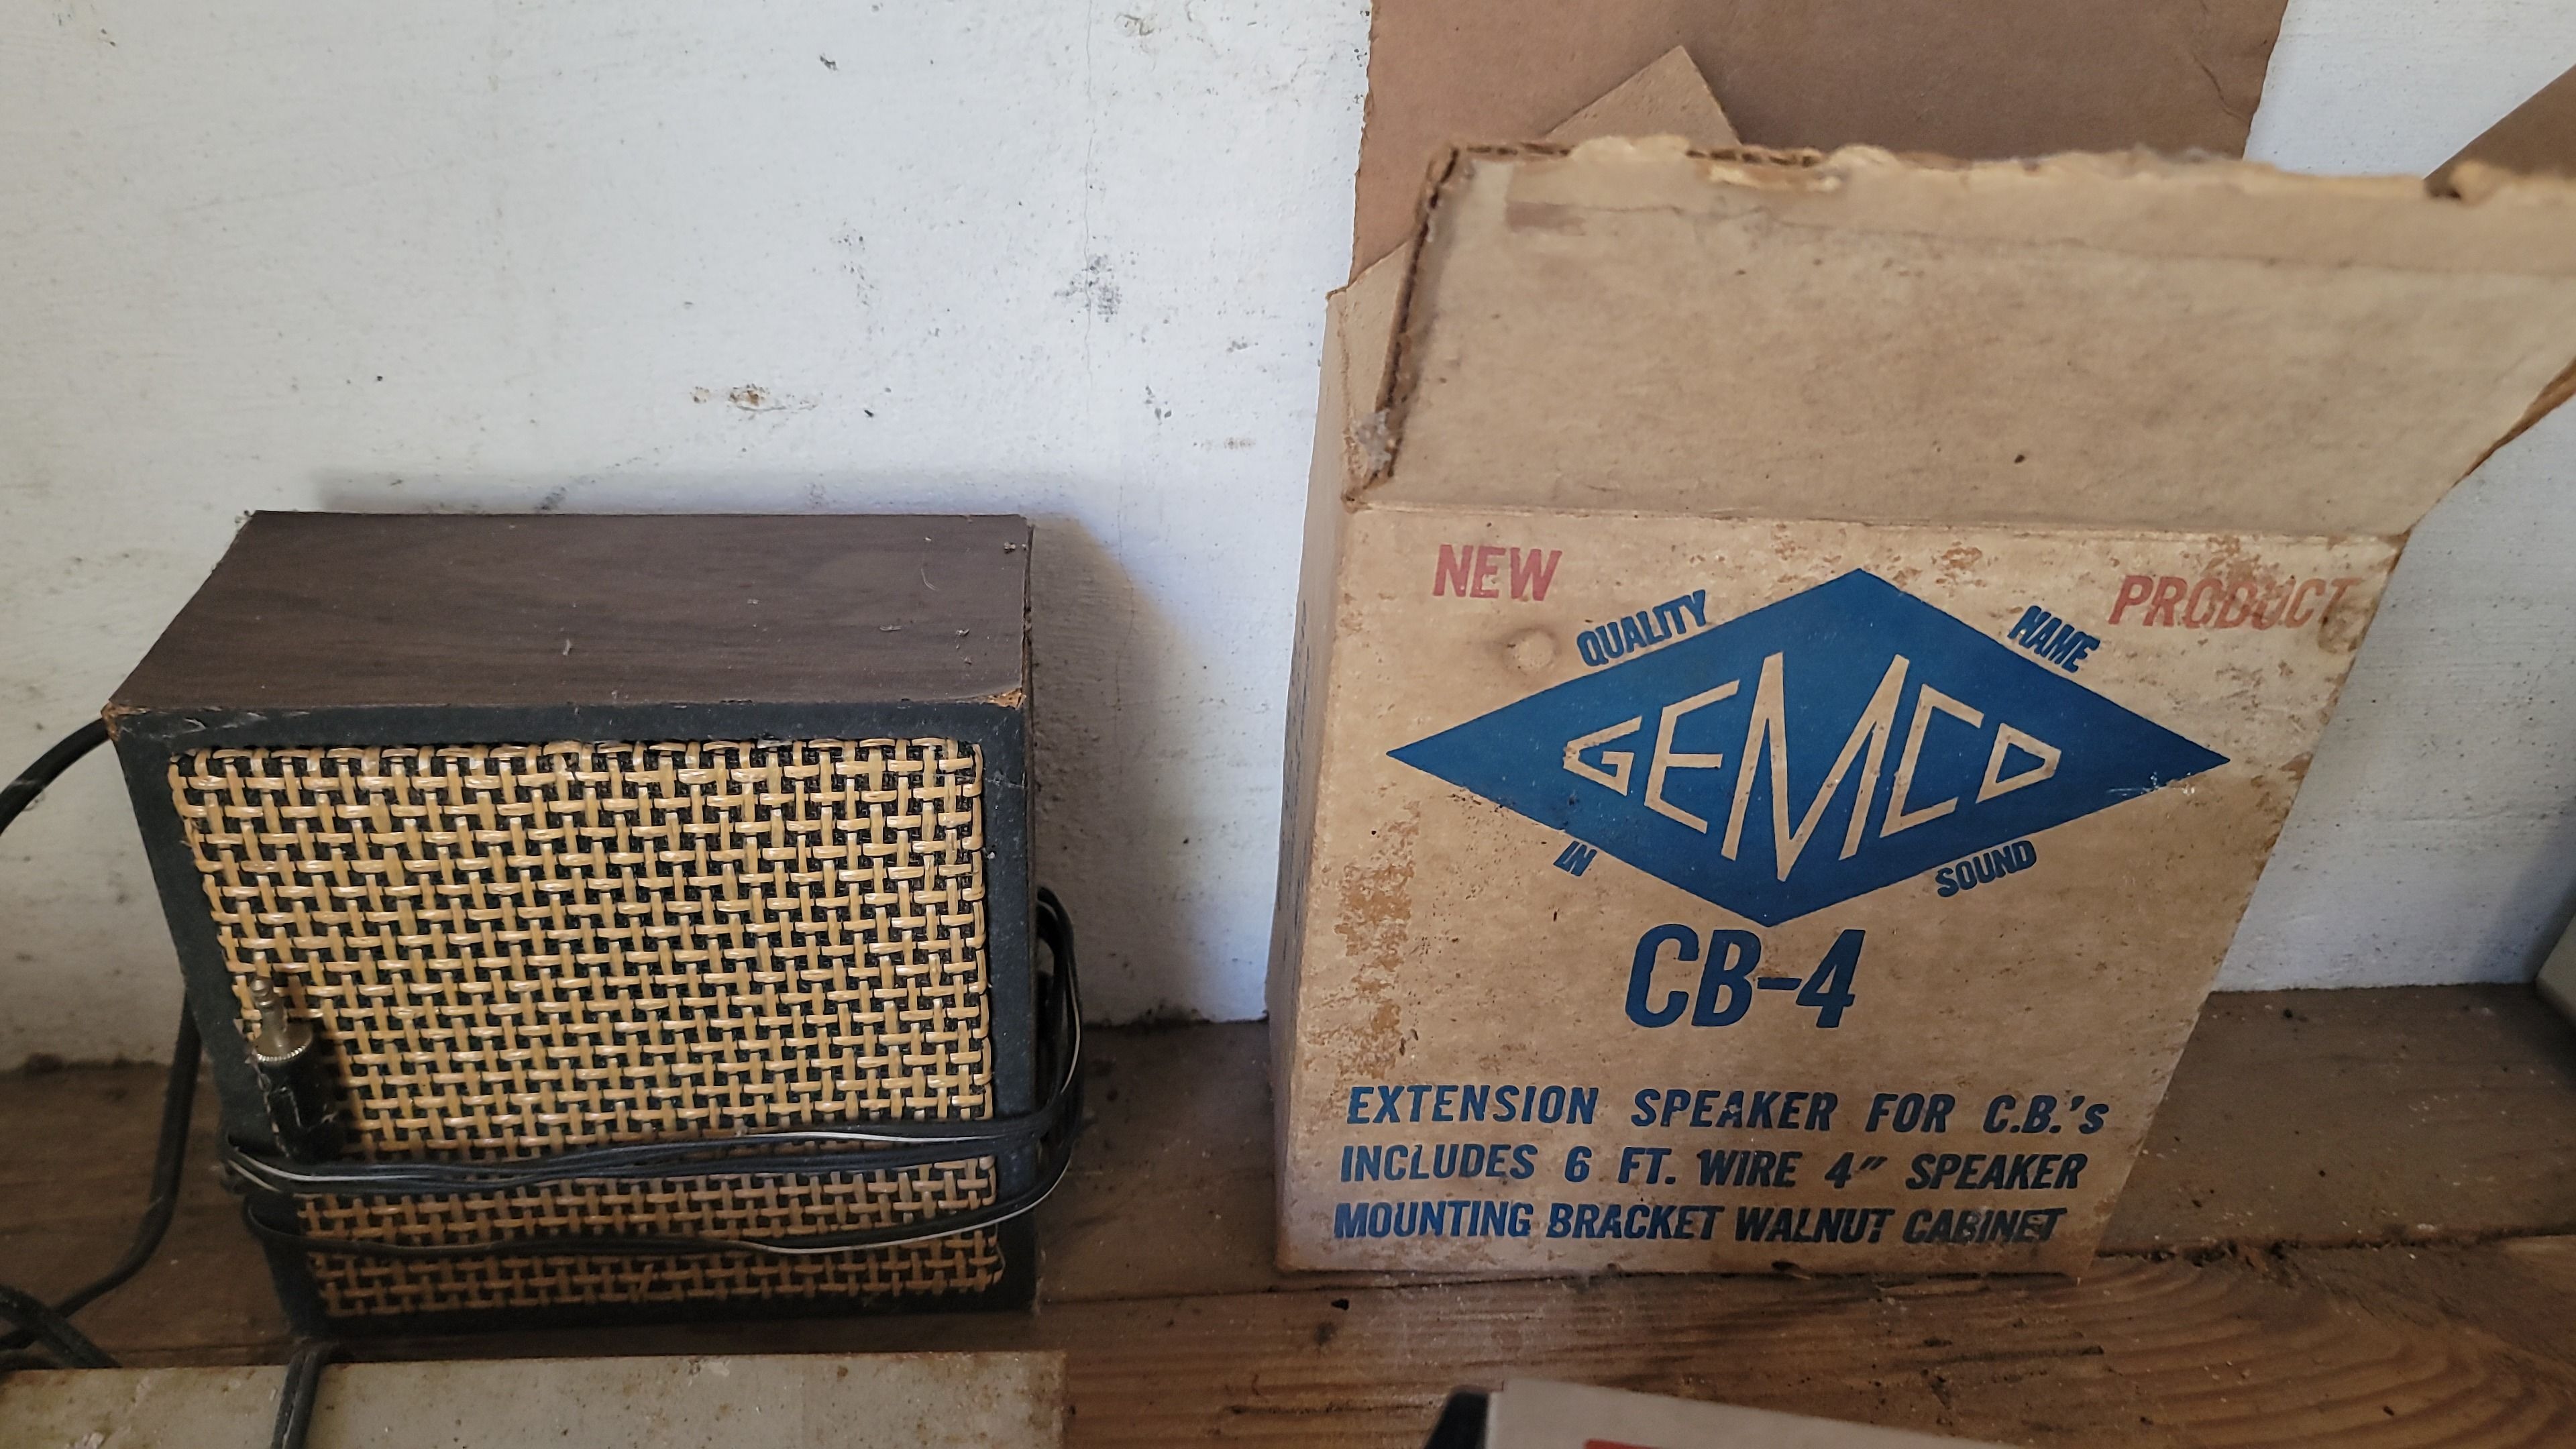 NEW PRODUCT
QUALITY NAME
GEMCO
IN SOUND
CB-4
EXTENSION SPEAKER FOR C.B.'s
INCLUDES 6 FT. WIRE 4" SPEAKER
MOUNTING BRACKET WALNUT CABINET